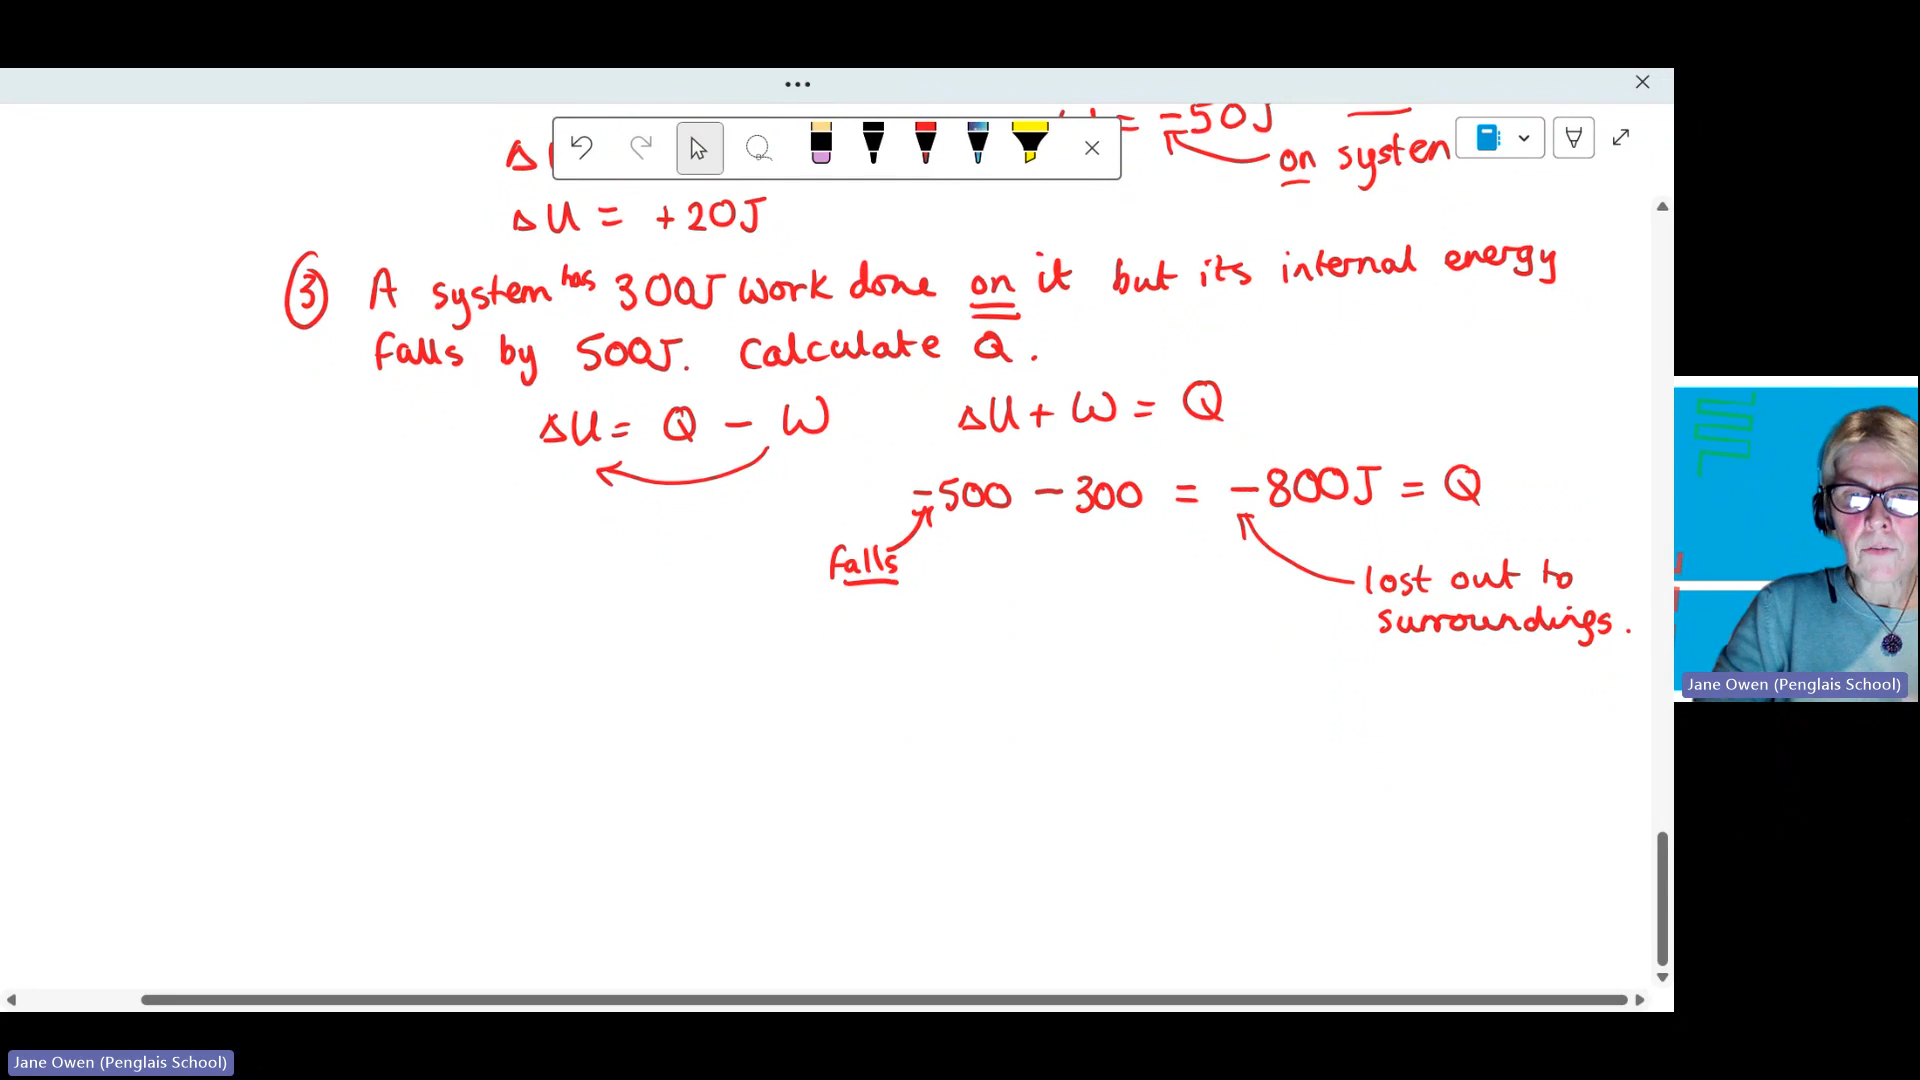 = -50J
Δ
on system
ΔU = +20J
③ A system has 300J work done on it but its internal energy
falls by 500J. Calculate Q.
ΔU = Q - W
ΔU + W = Q
-500 - 300 = -800J = Q
falls
lost out to
surroundings.
Jane Owen (Penglais School)
Jane Owen (Penglais School)